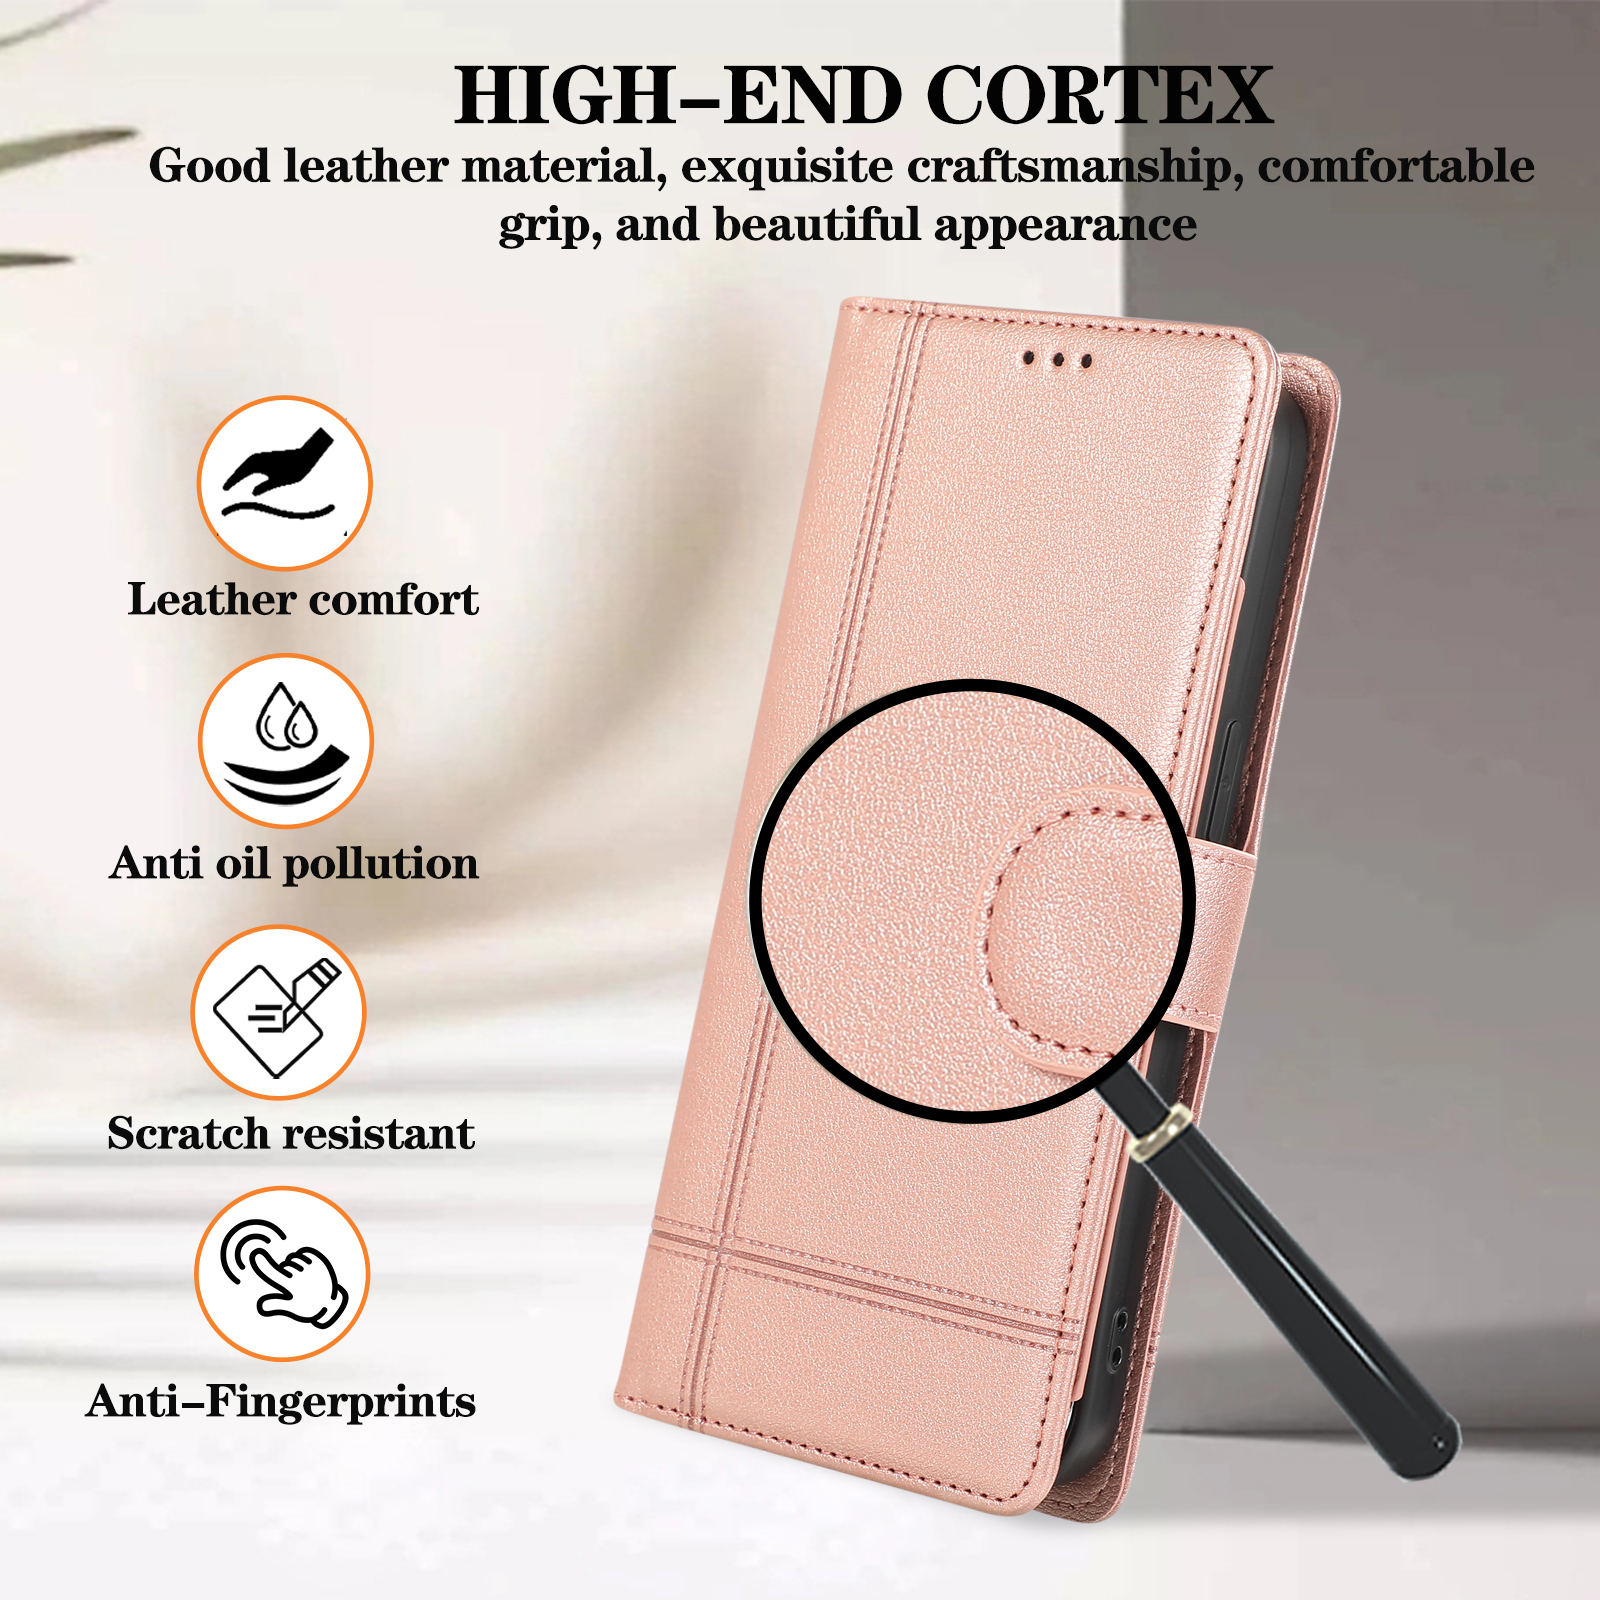 HIGH-END CORTEX
Good leather material, exquisite craftsmanship, comfortable
grip, and beautiful appearance
Leather comfort
Anti oil pollution
Scratch resistant
Anti-Fingerprints